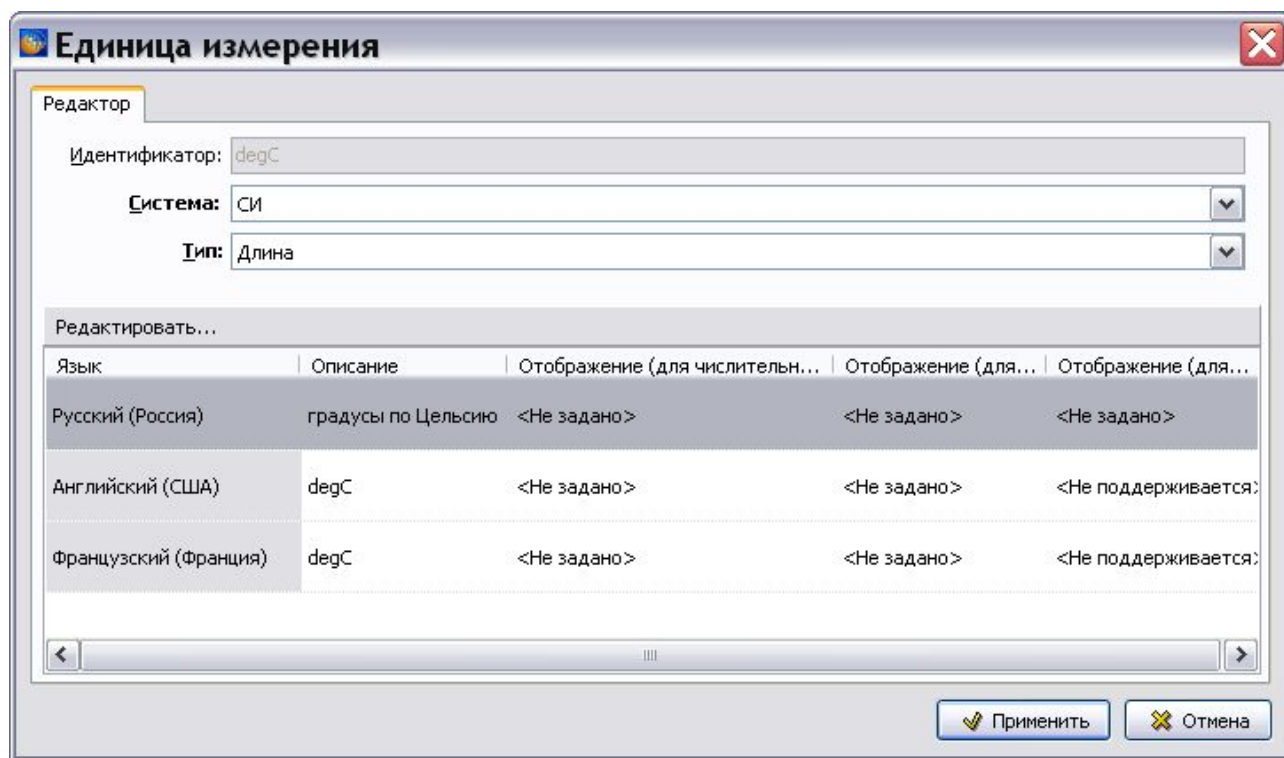 Единица измерения
Редактор
Идентификатор: degC
Система: СИ
Тип: Длина
Редактировать...
Язык Описание Отображение (для числительн... Отображение (для... Отображение (для...
Русский (Россия) градусы по Цельсию <Не задано> <Не задано> <Не задано>
Английский (США) degC <Не задано> <Не задано> <Не поддерживается>
Французский (Франция) degC <Не задано> <Не задано> <Не поддерживается>
Применить Отмена